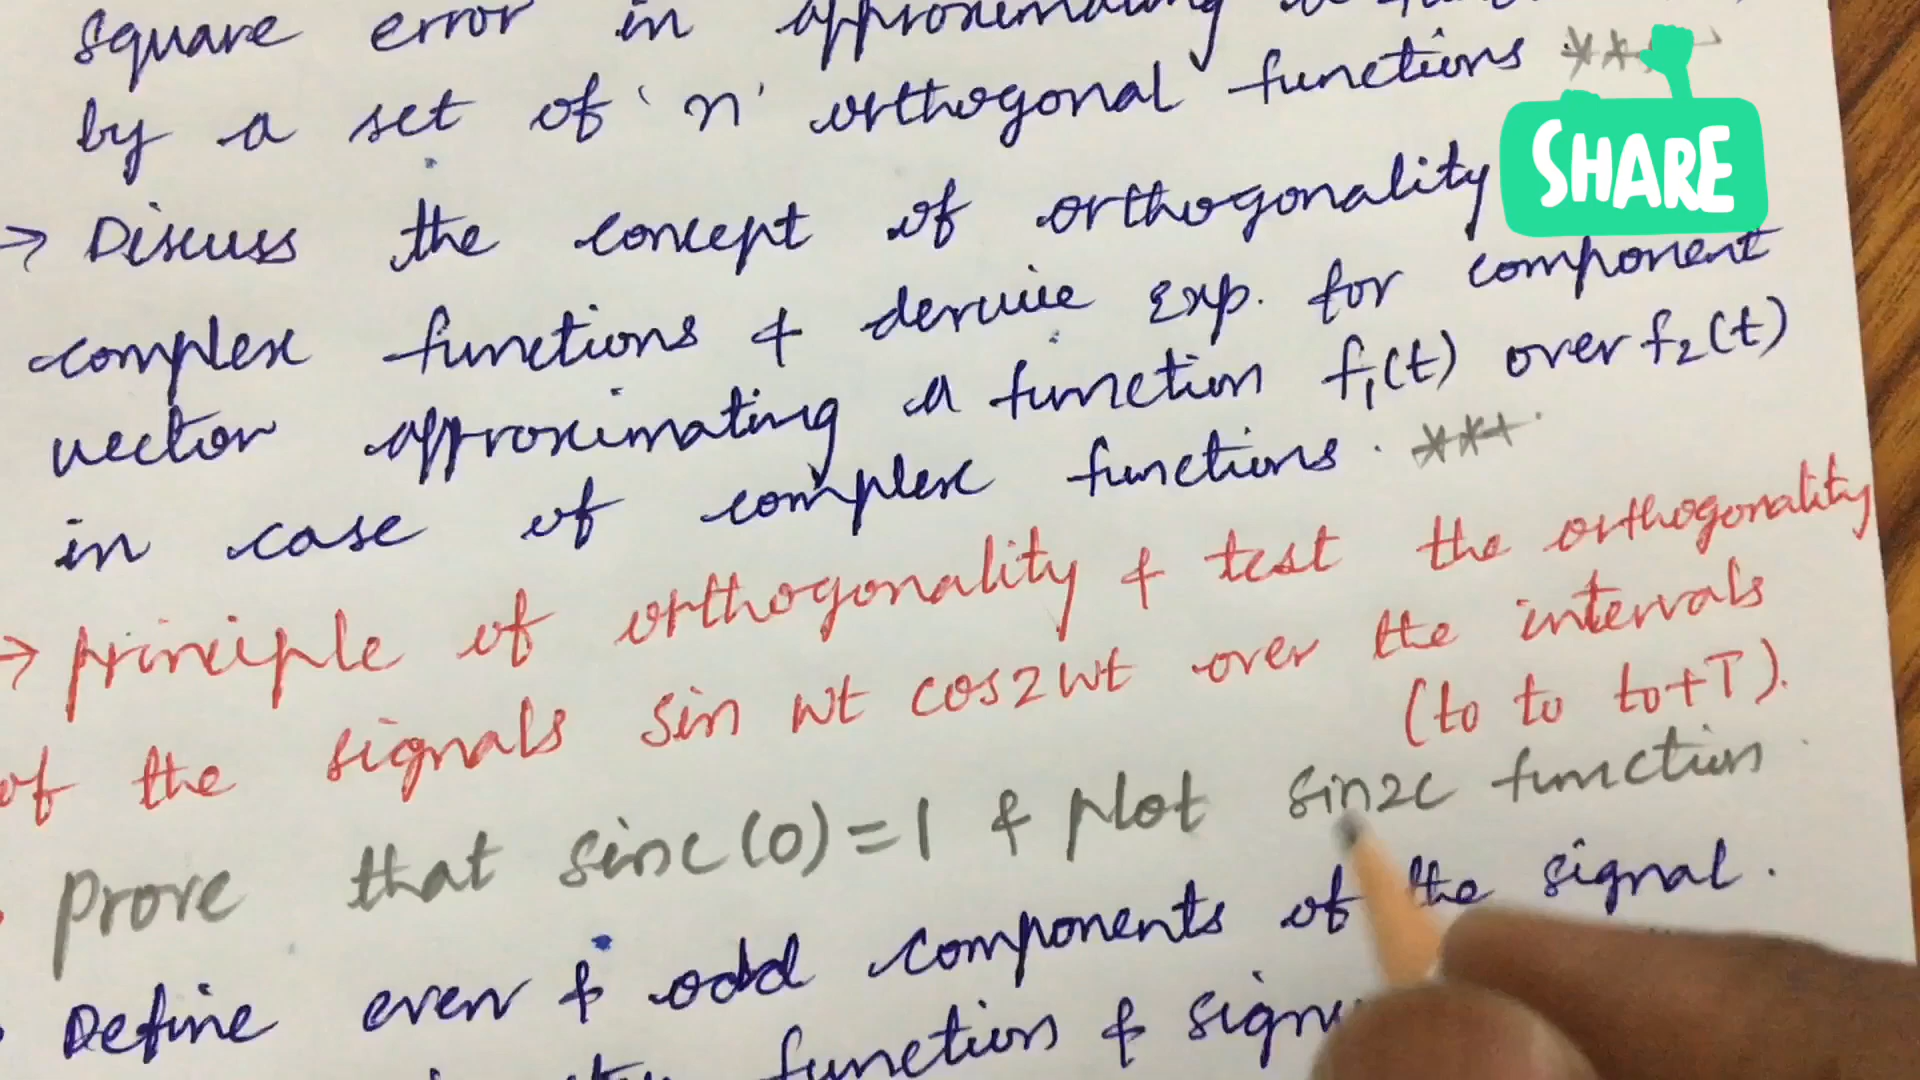 square error in approximating a
by a set of 'n' orthogonal functions ***
SHARE
→ Discuss the concept of orthogonality
complex functions & derive Exp. for component
vector approximating a function f₁(t) over f₂(t)
in case of complex functions. ***
→ principle of orthogonality & test the orthogonality
of the signals sin wt cos2wt over the intervals
(to to to+T).
prove that sinc(0)=1 & plot sin2c function.
Define even & odd components of the signal.
function &